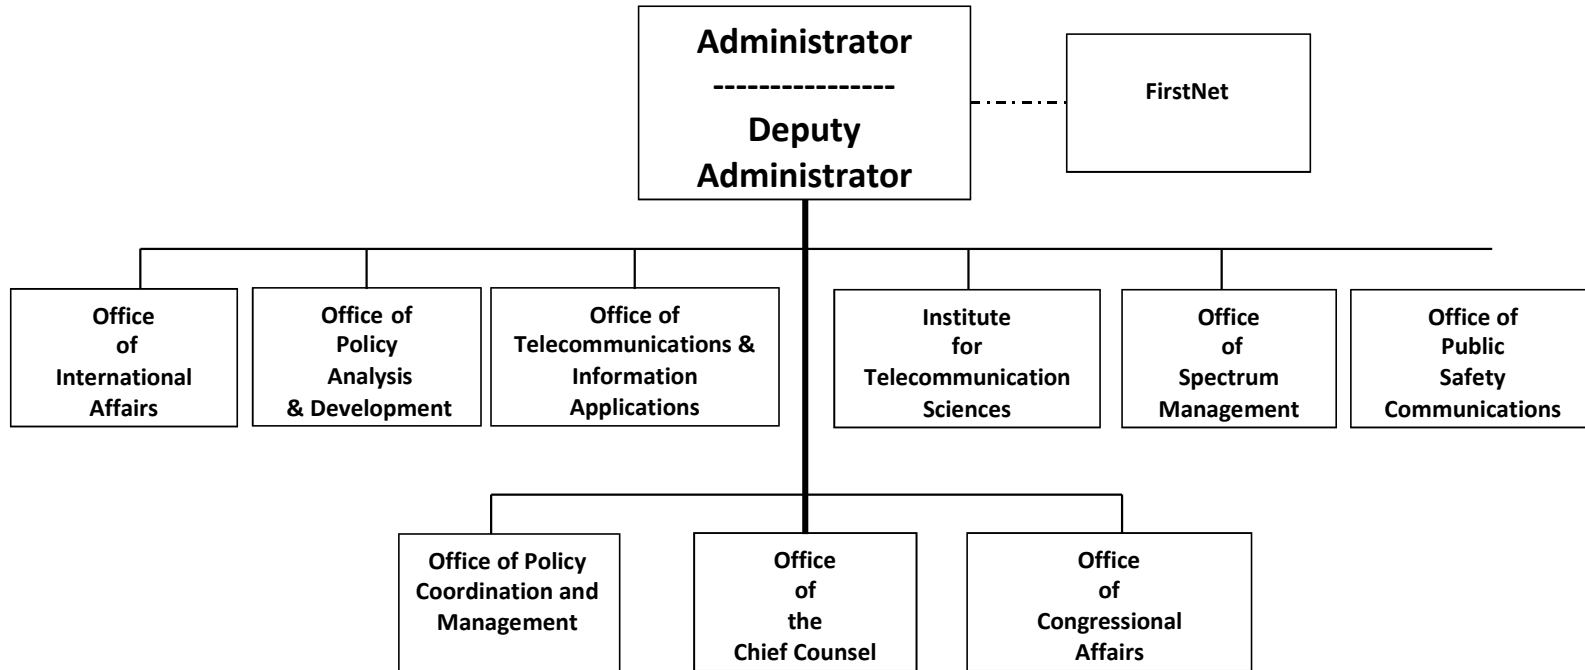 Administrator
----------------
Deputy
Administrator
FirstNet
Office
of
International
Affairs
Office of
Policy
Analysis
& Development
Office of
Telecommunications &
Information
Applications
Institute
for
Telecommunication
Sciences
Office
of
Spectrum
Management
Office of
Public
Safety
Communications
Office of Policy
Coordination and
Management
Office
of
the
Chief Counsel
Office
of
Congressional
Affairs